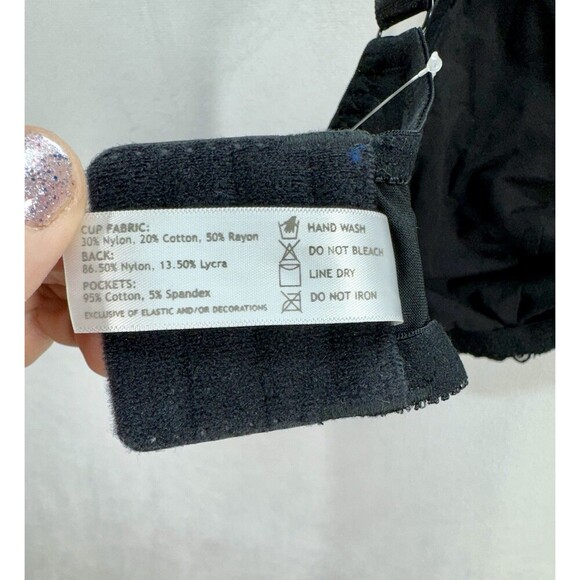 CUP FABRIC:
30% Nylon, 20% Cotton, 50% Rayon
BACK:
86.50% Nylon, 13.50% Lycra
POCKETS:
95% Cotton, 5% Spandex
EXCLUSIVE OF ELASTIC AND/OR DECORATIONS
HAND WASH
DO NOT BLEACH
LINE DRY
DO NOT IRON